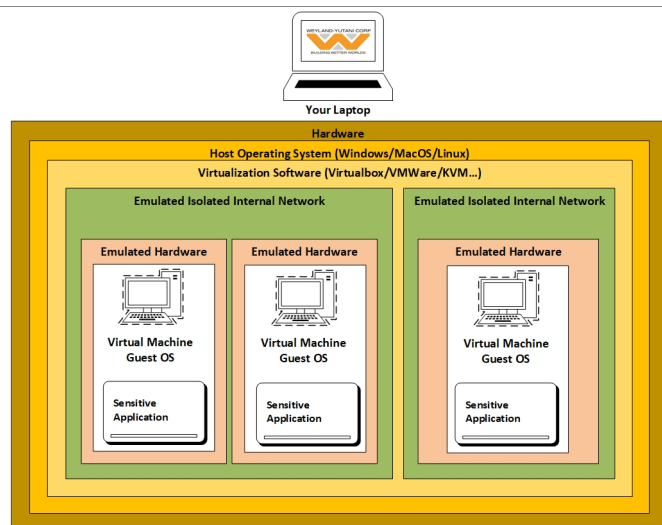 WEYLAND-YUTANI CORP
BUILDING BETTER WORLDS
Your Laptop
Hardware
Host Operating System (Windows/MacOS/Linux)
Virtualization Software (Virtualbox/VMWare/KVM...)
Emulated Isolated Internal Network
Emulated Isolated Internal Network
Emulated Hardware
Emulated Hardware
Emulated Hardware
Virtual Machine
Guest OS
Virtual Machine
Guest OS
Virtual Machine
Guest OS
Sensitive
Application
Sensitive
Application
Sensitive
Application